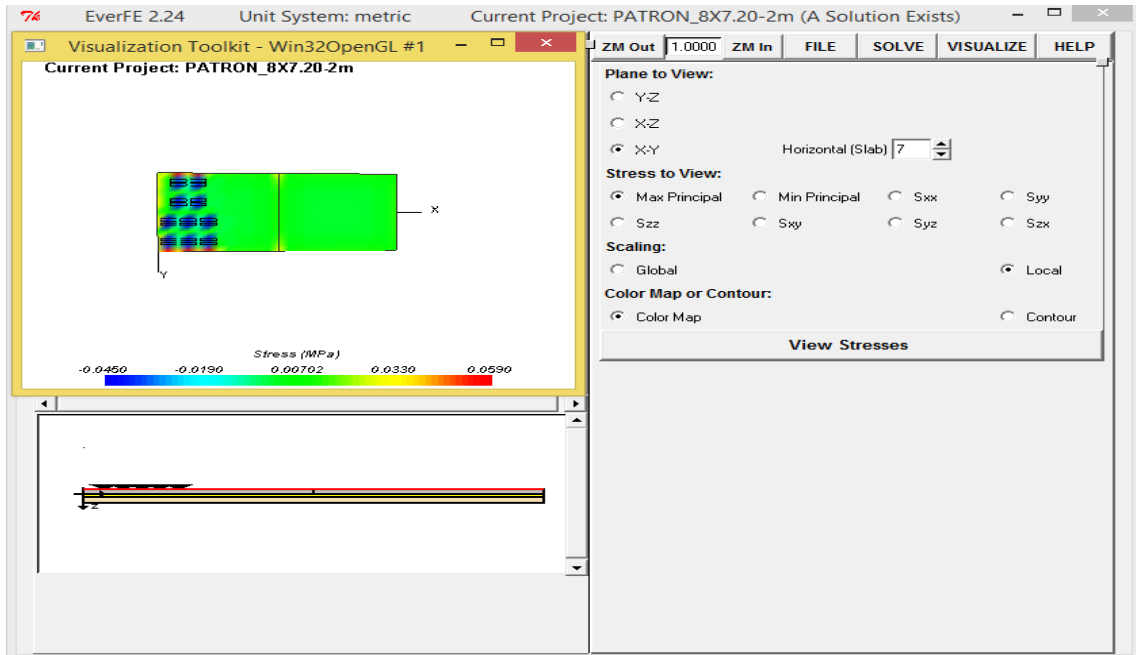 EverFE 2.24 Unit System: metric Current Project: PATRON_8X7.20-2m (A Solution Exists)
Visualization Toolkit - Win32OpenGL #1
Current Project: PATRON_8X7.20-2m
X
Y
Stress (MPa)
-0.0450 -0.0190 0.00702 0.0330 0.0590
Z
ZM Out 1.0000 ZM In FILE SOLVE VISUALIZE HELP
Plane to View:
Y-Z
X-Z
X-Y Horizontal (Slab) 7
Stress to View:
Max Principal Min Principal Sxx Syy
Szz Sxy Syz Szx
Scaling:
Global Local
Color Map or Contour:
Color Map Contour
View Stresses